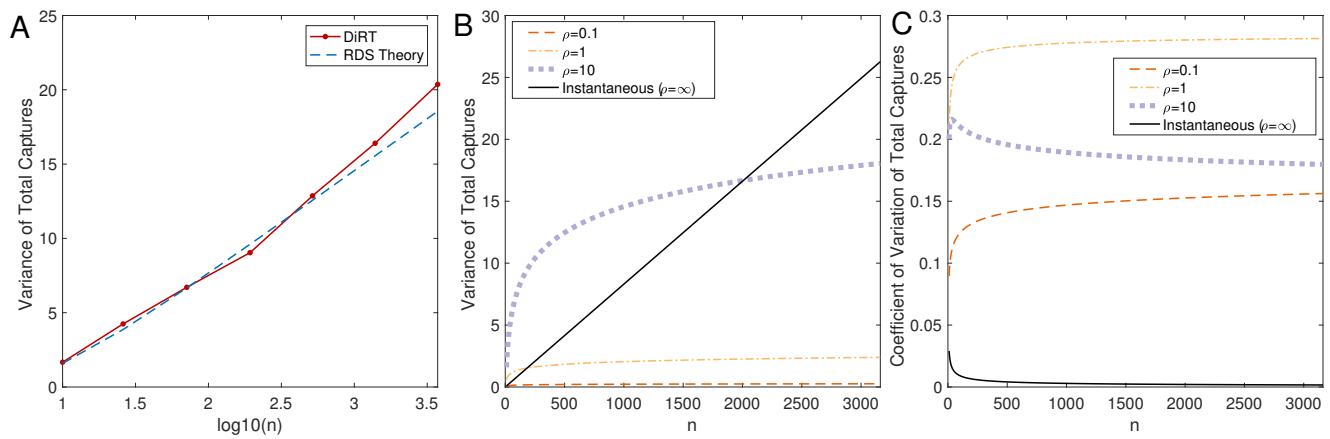 A
Variance of Total Captures
25
20
15
10
5
0
1
1.5
2
2.5
3
3.5
log10(n)
DiRT
RDS Theory
B
Variance of Total Captures
30
25
20
15
10
5
0
0
500
1000
1500
2000
2500
3000
n
ρ=0.1
ρ=1
ρ=10
Instantaneous (ρ=∞)
C
Coefficient of Variation of Total Captures
0.3
0.25
0.2
0.15
0.1
0.05
0
0
500
1000
1500
2000
2500
3000
n
ρ=0.1
ρ=1
ρ=10
Instantaneous (ρ=∞)